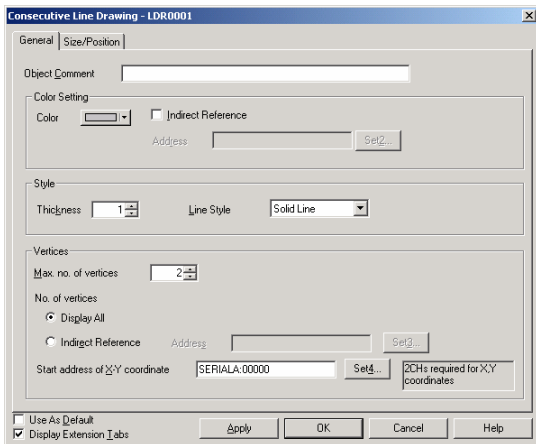 Consecutive Line Drawing - LDR0001
General Size/Position
Object Comment
Color Setting
Color Indirect Reference
Address Set2...
Style
Thickness 1 Line Style Solid Line
Vertices
Max. no. of vertices 2
No. of vertices
Display All
Indirect Reference Address Set3...
Start address of X-Y coordinate SERIALA:00000 Set4... 2CHs required for X,Y
coordinates
Use As Default
Display Extension Tabs Apply OK Cancel Help